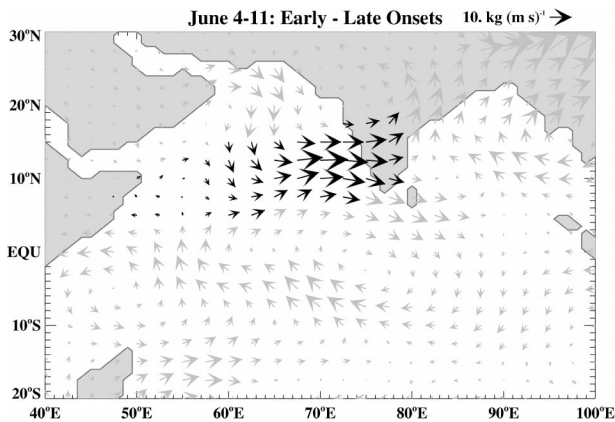 June 4-11: Early - Late Onsets 10. kg (m s)⁻¹
30°N
20°N
10°N
EQU
10°S
20°S
40°E 50°E 60°E 70°E 80°E 90°E 100°E